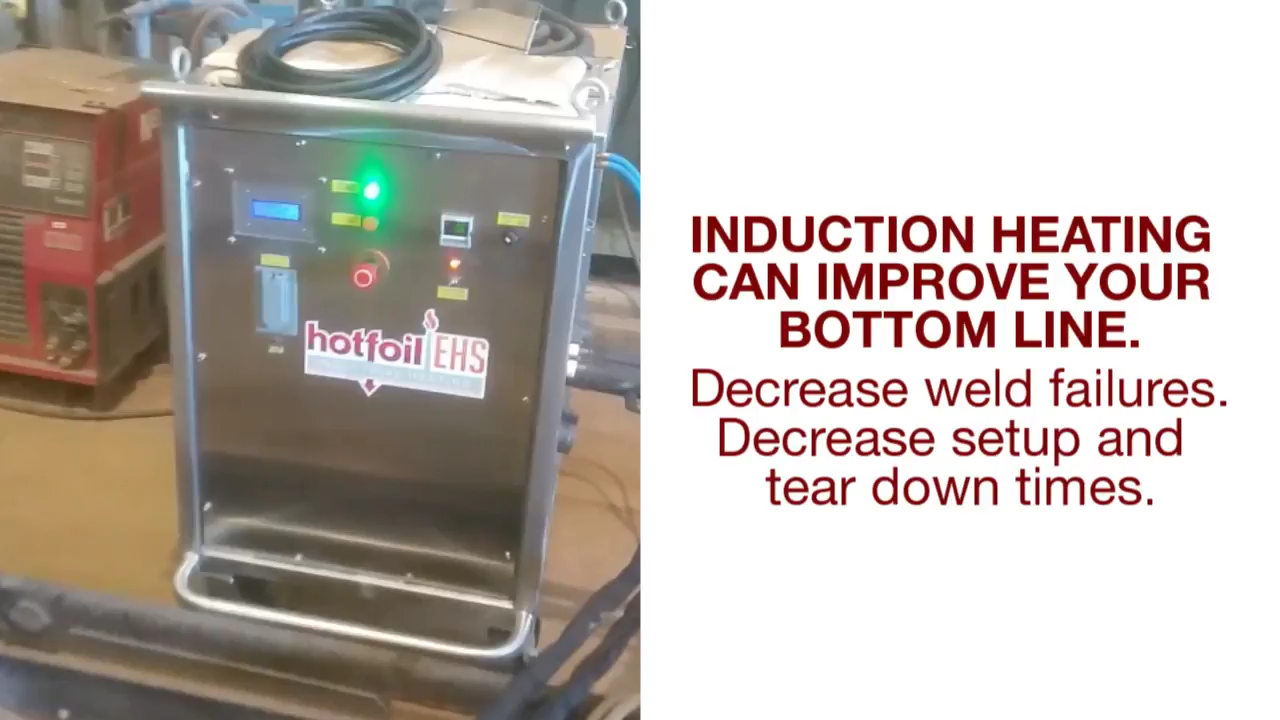 hotfoil EHS
INDUCTION HEATING
CAN IMPROVE YOUR
BOTTOM LINE.
Decrease weld failures.
Decrease setup and
tear down times.